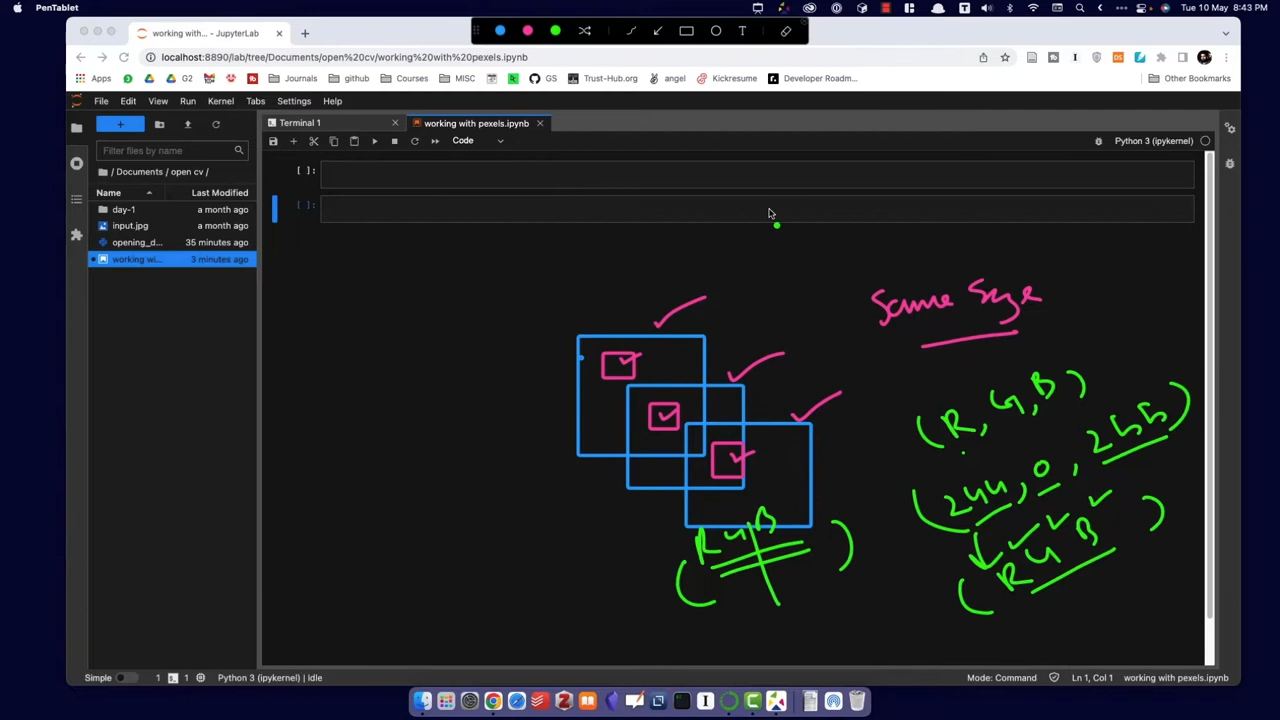 PenTablet
Tue 10 May 8:43 PM
working with... - JupyterLab
localhost:8890/lab/tree/Documents/open%20cv/working%20with%20pexels.ipynb
Apps G2 Journals github Courses MISC GS Trust-Hub.org angel Kickresume Developer Roadm... Other Bookmarks
File Edit View Run Kernel Tabs Settings Help
Terminal 1 working with pexels.ipynb
Code Python 3 (ipykernel)
Filter files by name
/ Documents / open cv /
Name Last Modified
day-1 a month ago
input.jpg a month ago
opening_d... 35 minutes ago
working wi... 3 minutes ago
[ ]:
[ ]:
Same Size
(R, G, B)
(244, 0, 255)
(R G B)
(R G B)
Simple 1 1 Python 3 (ipykernel) | Idle Mode: Command Ln 1, Col 1 working with pexels.ipynb